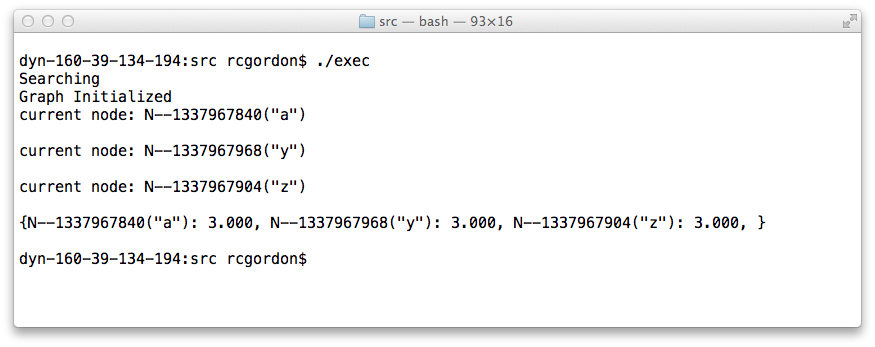 src — bash — 93×16
dyn-160-39-134-194:src rcgordon$ ./exec
Searching
Graph Initialized
current node: N--1337967840("a")
current node: N--1337967968("y")
current node: N--1337967904("z")
{N--1337967840("a"): 3.000, N--1337967968("y"): 3.000, N--1337967904("z"): 3.000, }
dyn-160-39-134-194:src rcgordon$